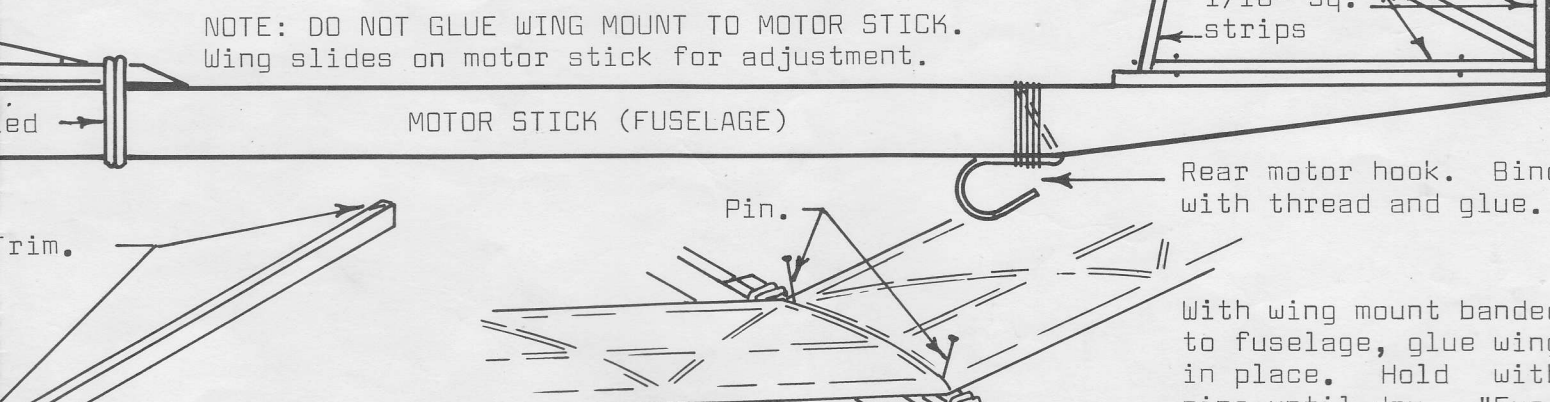 NOTE: DO NOT GLUE WING MOUNT TO MOTOR STICK.
Wing slides on motor stick for adjustment.
sq.
strips
MOTOR STICK (FUSELAGE)
Rear motor hook.
with thread and glue.
Pin.
With wing mount
to fuselage, glue
in place. Hold